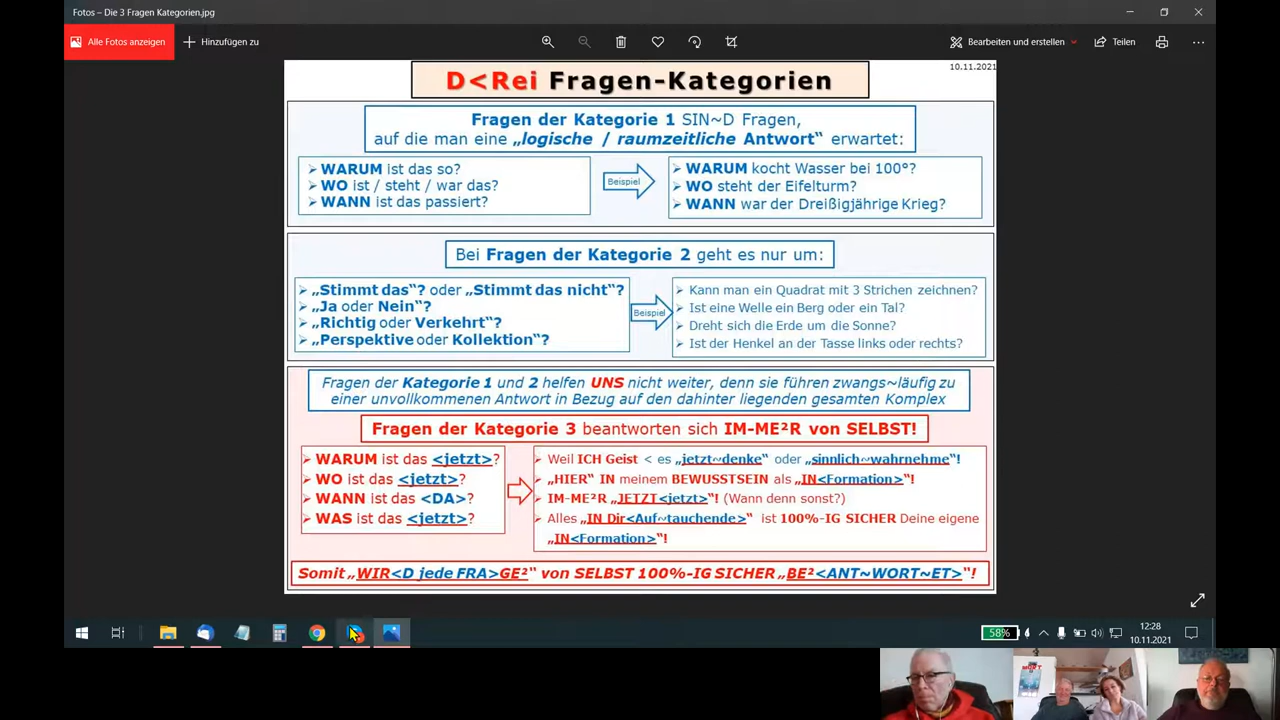 Fotos – Die 3 Fragen Kategorien.jpg
Alle Fotos anzeigen
Hinzufügen zu
Bearbeiten und erstellen
Teilen
10.11.2021
D<Rei Fragen-Kategorien
Fragen der Kategorie 1 SIN~D Fragen,
auf die man eine „logische / raumzeitliche Antwort“ erwartet:
➢ WARUM ist das so?
➢ WO ist / steht / war das?
➢ WANN ist das passiert?
Beispiel
➢ WARUM kocht Wasser bei 100°?
➢ WO steht der Eifelturm?
➢ WANN war der Dreißigjährige Krieg?
Bei Fragen der Kategorie 2 geht es nur um:
➢ „Stimmt das“? oder „Stimmt das nicht“?
➢ „Ja oder Nein“?
➢ „Richtig oder Verkehrt“?
➢ „Perspektive oder Kollektion“?
Beispiel
➢ Kann man ein Quadrat mit 3 Strichen zeichnen?
➢ Ist eine Welle ein Berg oder ein Tal?
➢ Dreht sich die Erde um die Sonne?
➢ Ist der Henkel an der Tasse links oder rechts?
Fragen der Kategorie 1 und 2 helfen UNS nicht weiter, denn sie führen zwangs~läufig zu
einer unvollkommenen Antwort in Bezug auf den dahinter liegenden gesamten Komplex
Fragen der Kategorie 3 beantworten sich IM-ME²R von SELBST!
➢ WARUM ist das <jetzt>?
➢ WO ist das <jetzt>?
➢ WANN ist das <DA>?
➢ WAS ist das <jetzt>?
➢ Weil ICH Geist < es „jetzt~denke“ oder „sinnlich~wahrnehme“!
➢ „HIER“ IN meinem BEWUSSTSEIN als „IN<Formation>“!
➢ IM-ME²R „JETZT<jetzt>“! (Wann denn sonst?)
➢ Alles „IN Dir<Auf~tauchende>“ ist 100%-IG SICHER Deine eigene
„IN<Formation>“!
Somit „WIR<D jede FRA>GE²“ von SELBST 100%-IG SICHER „BE²<ANT~WORT~ET>“!
58%
12:28
10.11.2021